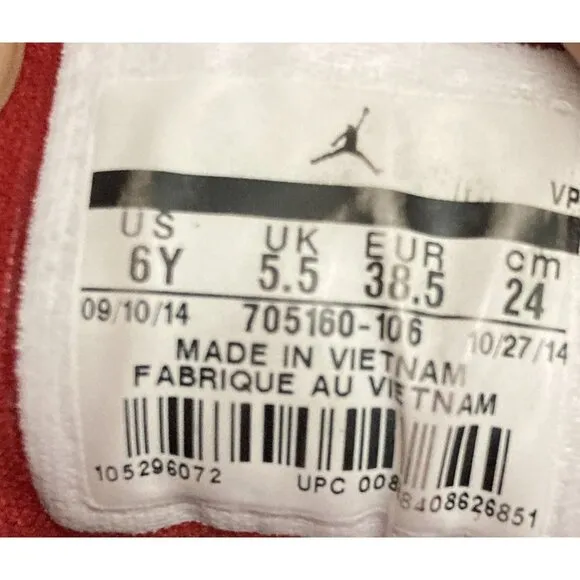 VP
US UK EUR cm
6Y 5.5 38.5 24
09/10/14 705160-106 10/27/14
MADE IN VIETNAM
FABRIQUE AU VIETNAM
105296072 UPC 008 8408626851